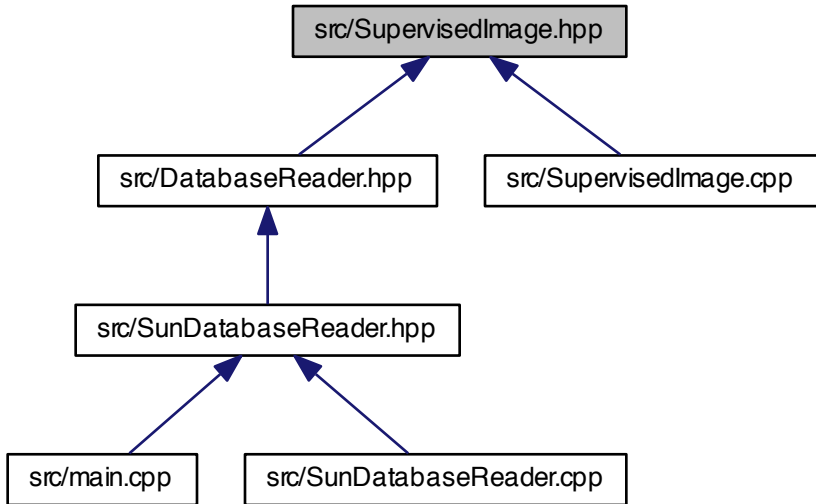 src/SupervisedImage.hpp
src/DatabaseReader.hpp
src/SupervisedImage.cpp
src/SunDatabaseReader.hpp
src/main.cpp
src/SunDatabaseReader.cpp